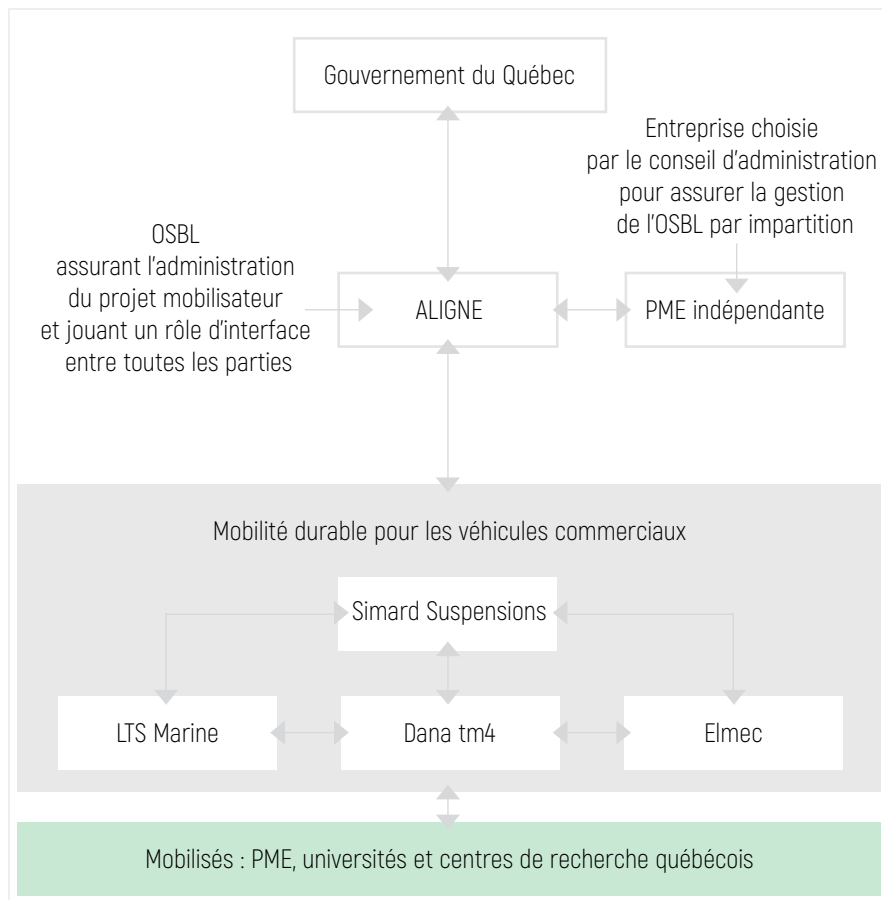 Gouvernement du Québec
Entreprise choisie
par le conseil d'administration
pour assurer la gestion
de l'OSBL par impartition
OSBL
assurant l'administration
du projet mobilisateur
et jouant un rôle d'interface
entre toutes les parties
ALIGNE
PME indépendante
Mobilité durable pour les véhicules commerciaux
Simard Suspensions
LTS Marine
Dana tm4
Elmec
Mobilisés : PME, universités et centres de recherche québécois